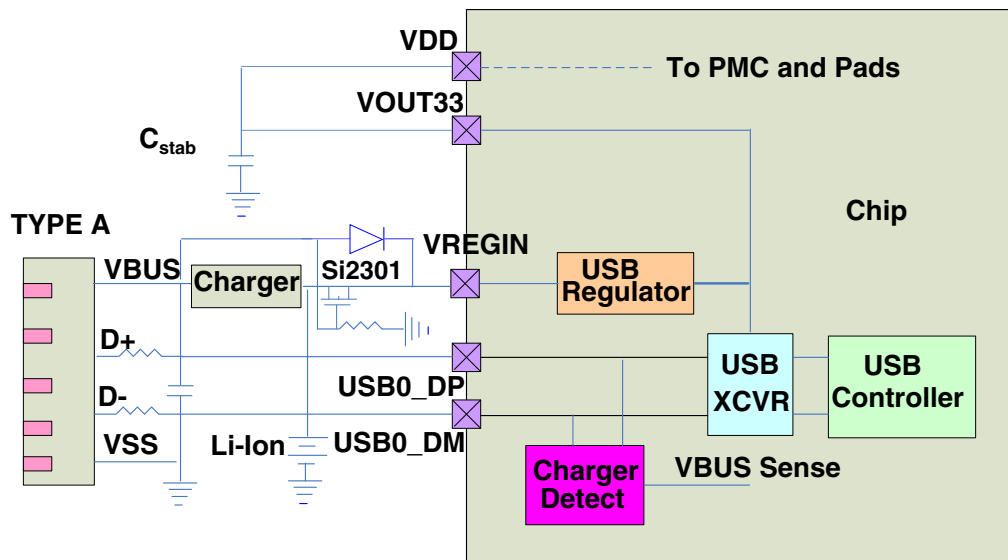 VDD
To PMC and Pads
VOUT33
C_stab
Chip
TYPE A
VREGIN
VBUS
Charger
Si2301
USB
Regulator
D+
USB
XCVR
USB
Controller
USB0_DP
D-
VSS
Li-Ion
USB0_DM
Charger
Detect
VBUS Sense